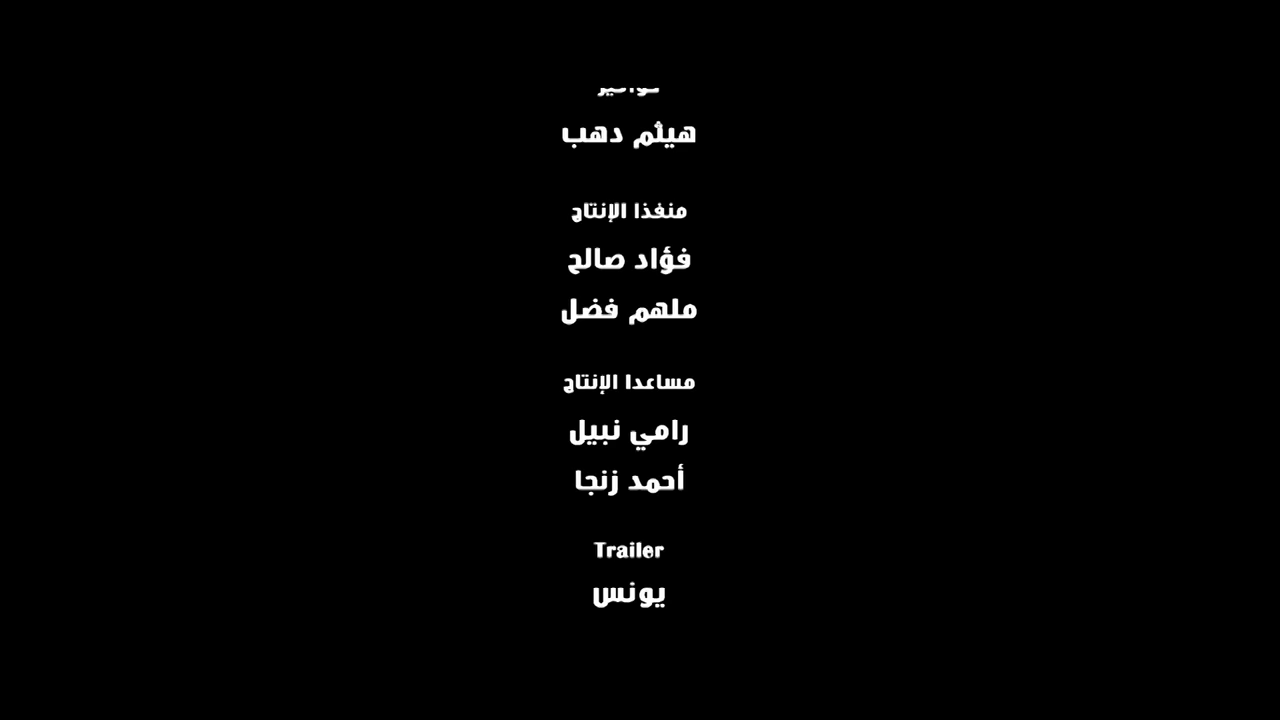 هيثم دهب
منفذا الإنتاج
فؤاد صالح
ملهم فضل
مساعدا الإنتاج
رامي نبيل
أحمد زنجا
Trailer
يونس